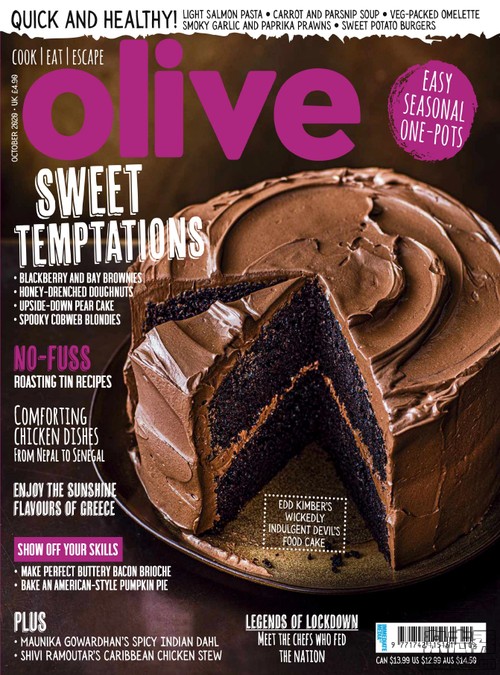 QUICK AND HEALTHY!
LIGHT SALMON PASTA • CARROT AND PARSNIP SOUP • VEG-PACKED OMELETTE
SMOKY GARLIC AND PAPRIKA PRAWNS • SWEET POTATO BURGERS
COOK | EAT | ESCAPE
olive
OCTOBER 2020 • UK £4.99
EASY
SEASONAL
ONE-POTS
SWEET
TEMPTATIONS
• BLACKBERRY AND BAY BROWNIES
• HONEY-DRENCHED DOUGHNUTS
• UPSIDE-DOWN PEAR CAKE
• SPOOKY COBWEB BLONDIES
NO-FUSS
ROASTING TIN RECIPES
COMFORTING
CHICKEN DISHES
FROM NEPAL TO SENEGAL
ENJOY THE SUNSHINE
FLAVOURS OF GREECE
EDD KIMBER'S
WICKEDLY
INDULGENT DEVIL'S
FOOD CAKE
SHOW OFF YOUR SKILLS
• MAKE PERFECT BUTTERY BACON BRIOCHE
• BAKE AN AMERICAN-STYLE PUMPKIN PIE
PLUS
• MAUNIKA GOWARDHAN'S SPICY INDIAN DAHL
• SHIVI RAMOUTAR'S CARIBBEAN CHICKEN STEW
LEGENDS OF LOCKDOWN
MEET THE CHEFS WHO FED
THE NATION
CAN $13.99 US $12.99 AUS $14.59